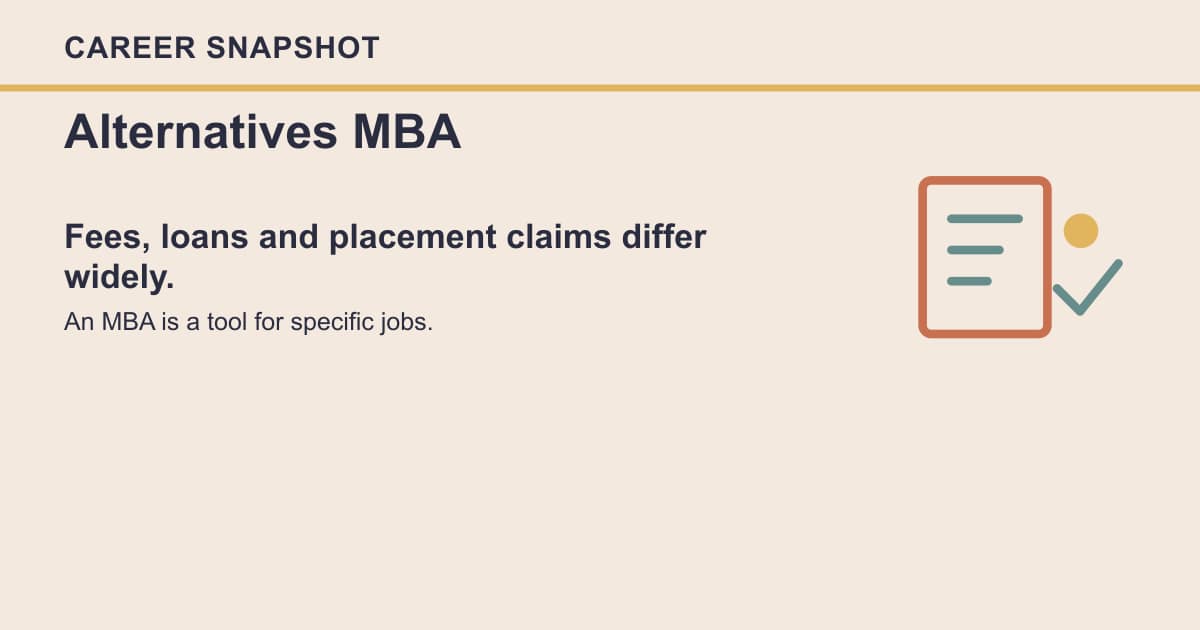 CAREER SNAPSHOT
Alternatives MBA
Fees, loans and placement claims differ
widely.
An MBA is a tool for specific jobs.